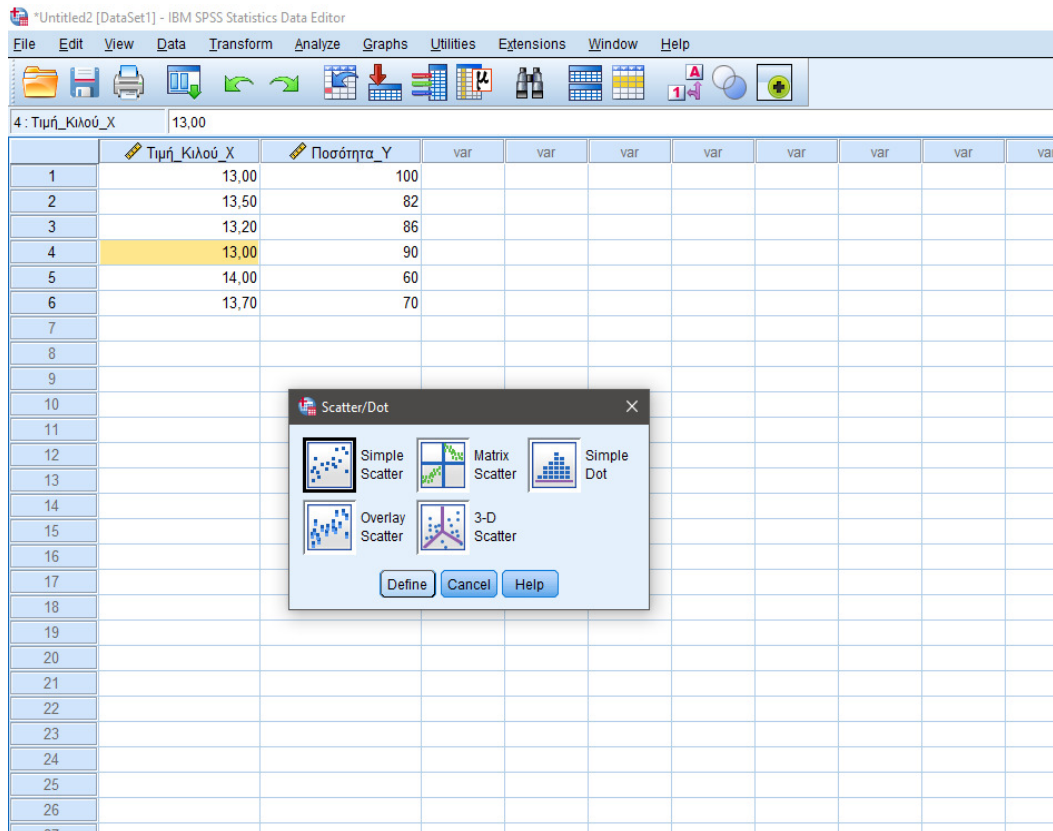 *Untitled2 [DataSet1] - IBM SPSS Statistics Data Editor
File Edit View Data Transform Analyze Graphs Utilities Extensions Window Help
4 : Τιμή_Κιλού_Χ 13,00
Τιμή_Κιλού_Χ Ποσότητα_Υ var var var var var var var var
1 13,00 100
2 13,50 82
3 13,20 86
4 13,00 90
5 14,00 60
6 13,70 70
7
8
9
10
11
12
13
14
15
16
17
18
19
20
21
22
23
24
25
26
Scatter/Dot
Simple Scatter
Matrix Scatter
Simple Dot
Overlay Scatter
3-D Scatter
Define Cancel Help